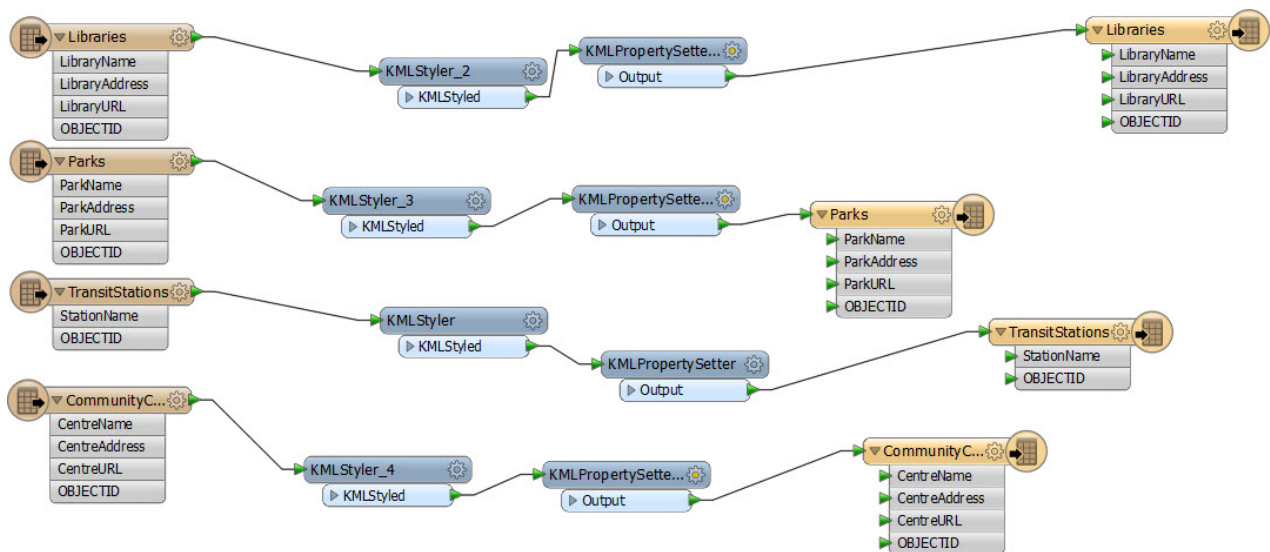 Libraries
LibraryName
LibraryAddress
LibraryURL
OBJECTID
KMLStyler_2
KMLStyled
KMLPropertySette...
Output
Libraries
LibraryName
LibraryAddress
LibraryURL
OBJECTID
Parks
ParkName
ParkAddress
ParkURL
OBJECTID
KMLStyler_3
KMLStyled
KMLPropertySette...
Output
Parks
ParkName
ParkAddress
ParkURL
OBJECTID
TransitStations
StationName
OBJECTID
KMLStyler
KMLStyled
KMLPropertySetter
Output
TransitStations
StationName
OBJECTID
CommunityC...
CentreName
CentreAddress
CentreURL
OBJECTID
KMLStyler_4
KMLStyled
KMLPropertySette...
Output
CommunityC...
CentreName
CentreAddress
CentreURL
OBJECTID